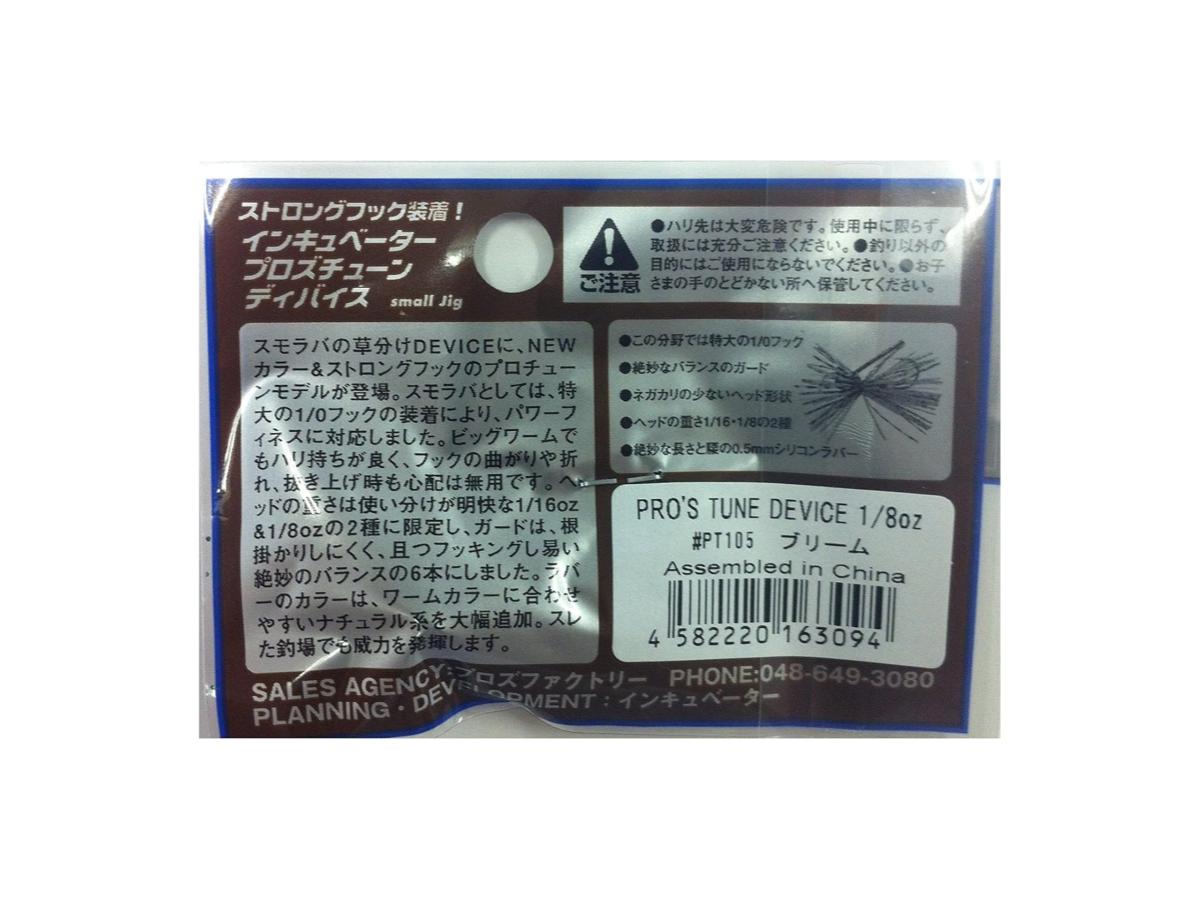 ストロングフック装着！
インキュベーター
プロズチューン
ディバイス small Jig
ご注意
●ハリ先は大変危険です。使用中に限らず、
取扱には充分ご注意ください。●釣り以外の
目的にはご使用にならないでください。●お子
さまの手のとどかない所へ保管してください。
スモラバの草分けDEVICEに、NEW
カラー&ストロングフックのプロチュー
ンモデルが登場。スモラバとしては、特
大の1/0フックの装着により、パワーフ
ィネスに対応しました。ビッグワームで
もハリ持ちが良く、フックの曲がりや折
れ、抜き上げ時も心配は無用です。ヘ
ッドの重さは使い分けが明快な1/16oz
&1/8ozの2種に限定し、ガードは、根
掛かりしにくく、且つフッキングし易い
絶妙のバランスの6本にしました。ラバ
ーのカラーは、ワームカラーに合わせ
やすいナチュラル系を大幅追加。スレ
た釣場でも威力を発揮します。
●この分野では特大の1/0フック
●絶妙なバランスのガード
●ネガカリの少ないヘッド形状
●ヘッドの重さ1/16・1/8の2種
●絶妙な長さと腰の0.5mmシリコンラバー
PRO'S TUNE DEVICE 1/8oz
#PT105 ブリーム
Assembled in China
4 582220 163094
SALES AGENCY:プロズファクトリー PHONE:048-649-3080
PLANNING・DEVELOPMENT：インキュベーター